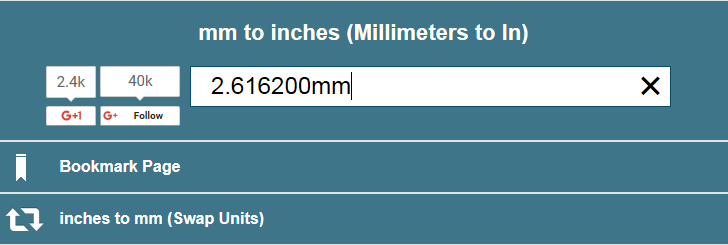 mm to inches (Millimeters to In)
2.4k
40k
2.616200mm
G+1
G+ Follow
Bookmark Page
inches to mm (Swap Units)